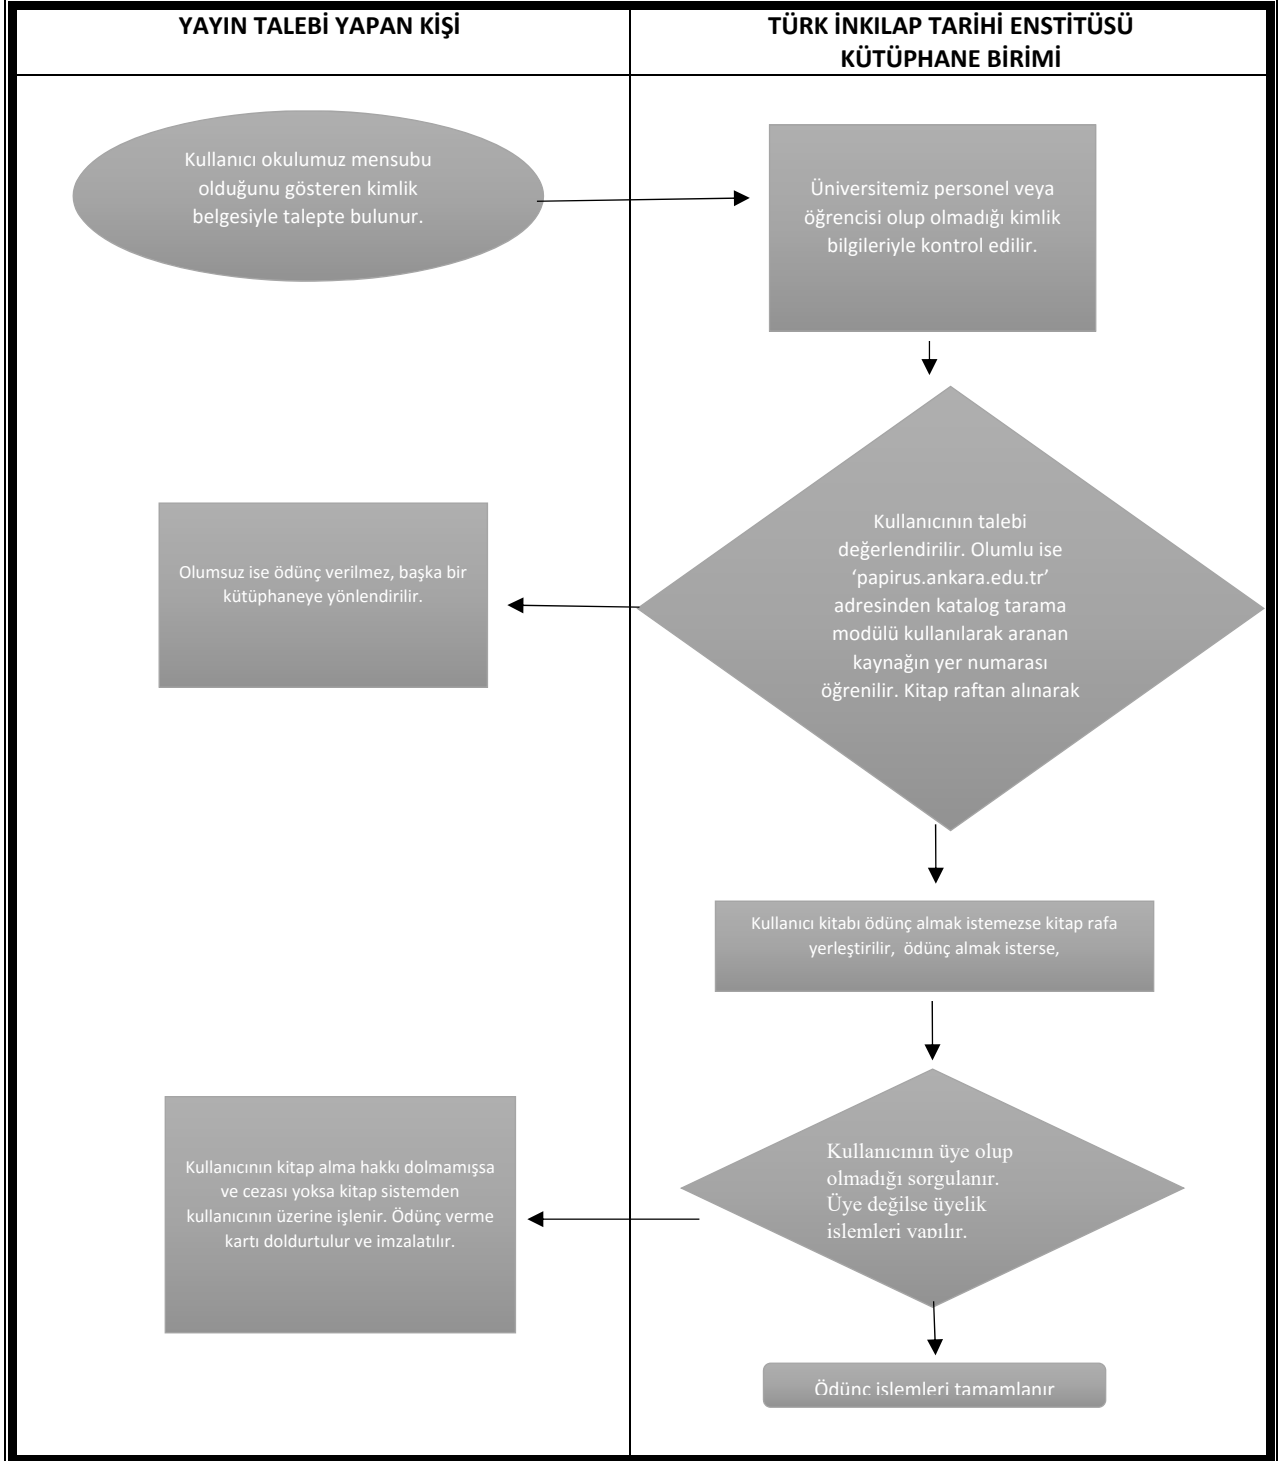 YAYIN TALEBİ YAPAN KİŞİ
TÜRK İNKILAP TARİHİ ENSTİTÜSÜ
KÜTÜPHANE BİRİMİ
Kullanıcı okulumuz mensubu
olduğunu gösteren kimlik
belgesiyle talepte bulunur.
Üniversitemiz personel veya
öğrencisi olup olmadığı kimlik
bilgileriyle kontrol edilir.
Kullanıcının talebi
değerlendirilir. Olumlu ise
‘papirus.ankara.edu.tr’
adresinden katalog tarama
modülü kullanılarak aranan
kaynağın yer numarası
öğrenilir. Kitap raftan alınarak
Olumsuz ise ödünç verilmez, başka bir
kütüphaneye yönlendirilir.
Kullanıcı kitabı ödünç almak istemezse kitap rafa
yerleştirilir, ödünç almak isterse,
Kullanıcının üye olup
olmadığı sorgulanır.
Üye değilse üyelik
işlemleri yapılır.
Kullanıcının kitap alma hakkı dolmamışsa
ve cezası yoksa kitap sistemden
kullanıcının üzerine işlenir. Ödünç verme
kartı doldurtulur ve imzalatılır.
Ödünç işlemleri tamamlanır